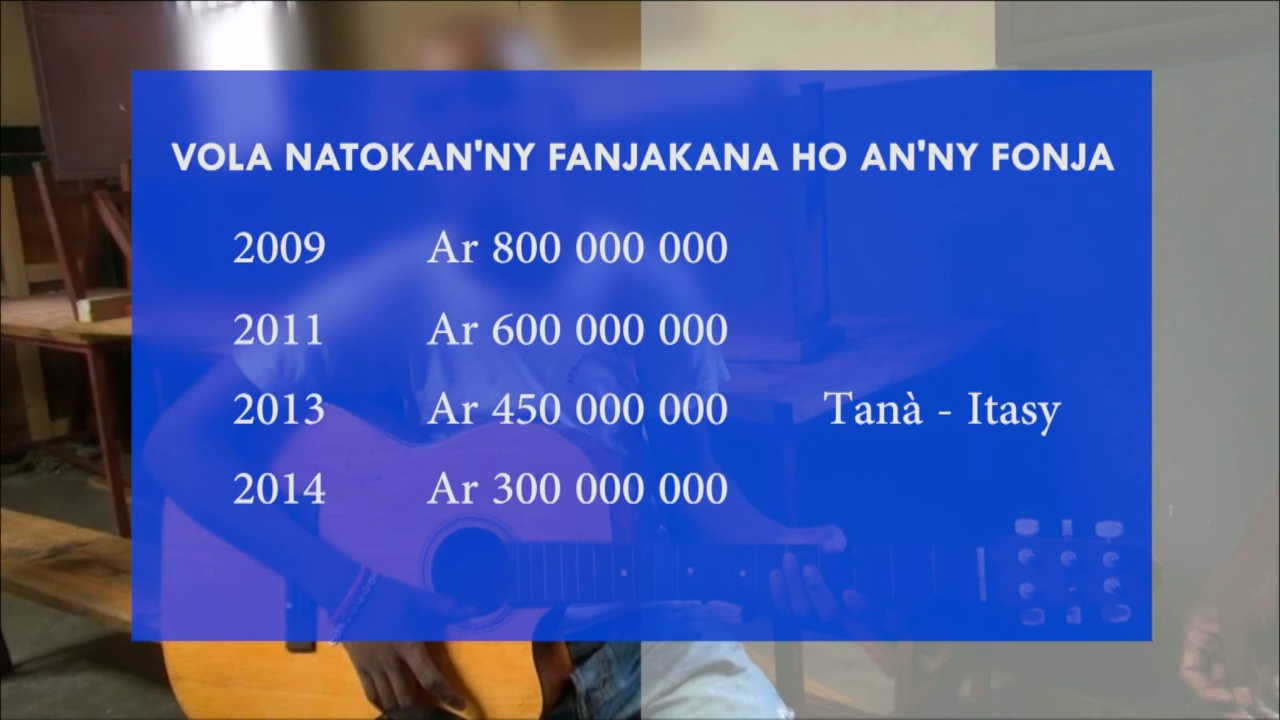 VOLA NATOKAN'NY FANJAKANA HO AN'NY FONJA
2009 Ar 800 000 000
2011 Ar 600 000 000
2013 Ar 450 000 000 Tanà - Itasy
2014 Ar 300 000 000